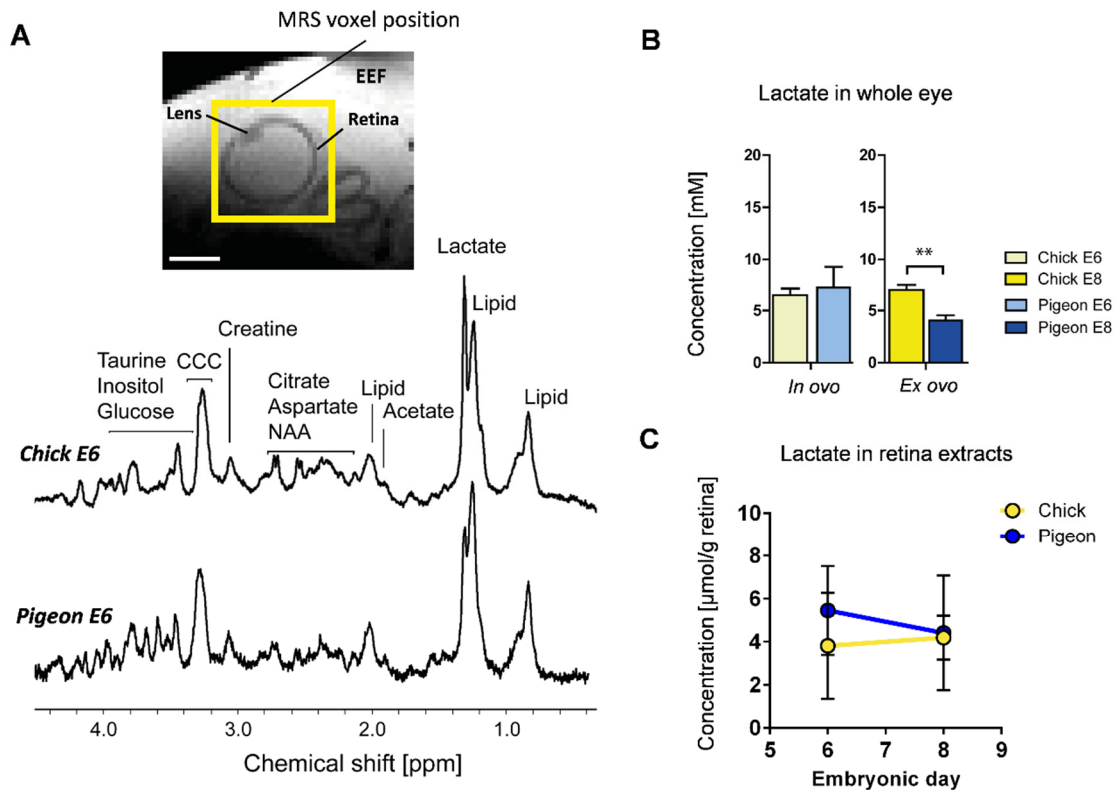 A
MRS voxel position
EEF
Lens
Retina
Lactate
Lipid
Creatine
Taurine
Inositol
Glucose
CCC
Citrate
Aspartate
NAA
Lipid
Acetate
Lipid
Chick E6
Pigeon E6
4.0 3.0 2.0 1.0
Chemical shift [ppm]
B
Lactate in whole eye
Concentration [mM]
20
15
10
5
0
In ovo
20
15
10
5
0
**
Ex ovo
Chick E6
Chick E8
Pigeon E6
Pigeon E8
C
Lactate in retina extracts
Concentration [µmol/g retina]
10
8
6
4
2
0
5 6 7 8 9
Embryonic day
Chick
Pigeon